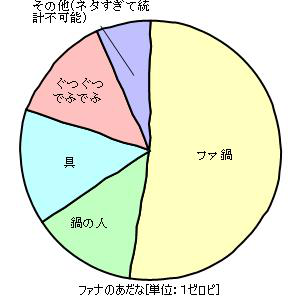 その他(ネタすぎて統
計不可能)
ぐつぐつ
でふでふ
ファ鍋
具
鍋の人
ファナのあだな[単位:1ゼロピ]